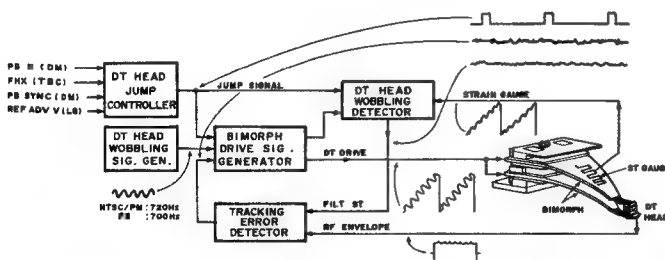 PB H (DM)
FHX (TBC)
PB SYNC (DM)
REF ADV V (LB)
DT HEAD
JUMP
CONTROLLER
JUMP SIGNAL
DT HEAD
WOBBLING
DETECTOR
STRAIN GAUGE
DT HEAD
WOBBLING
SIG. GEN.
BIMORPH
DRIVE SIG.
GENERATOR
DT DRIVE
ST GAUGE
BIMORPH
DT
HEAD
NTSC/PM : 720Hz
: 700Hz
TRACKING
ERROR
DETECTOR
FILT ST
RF ENVELOPE